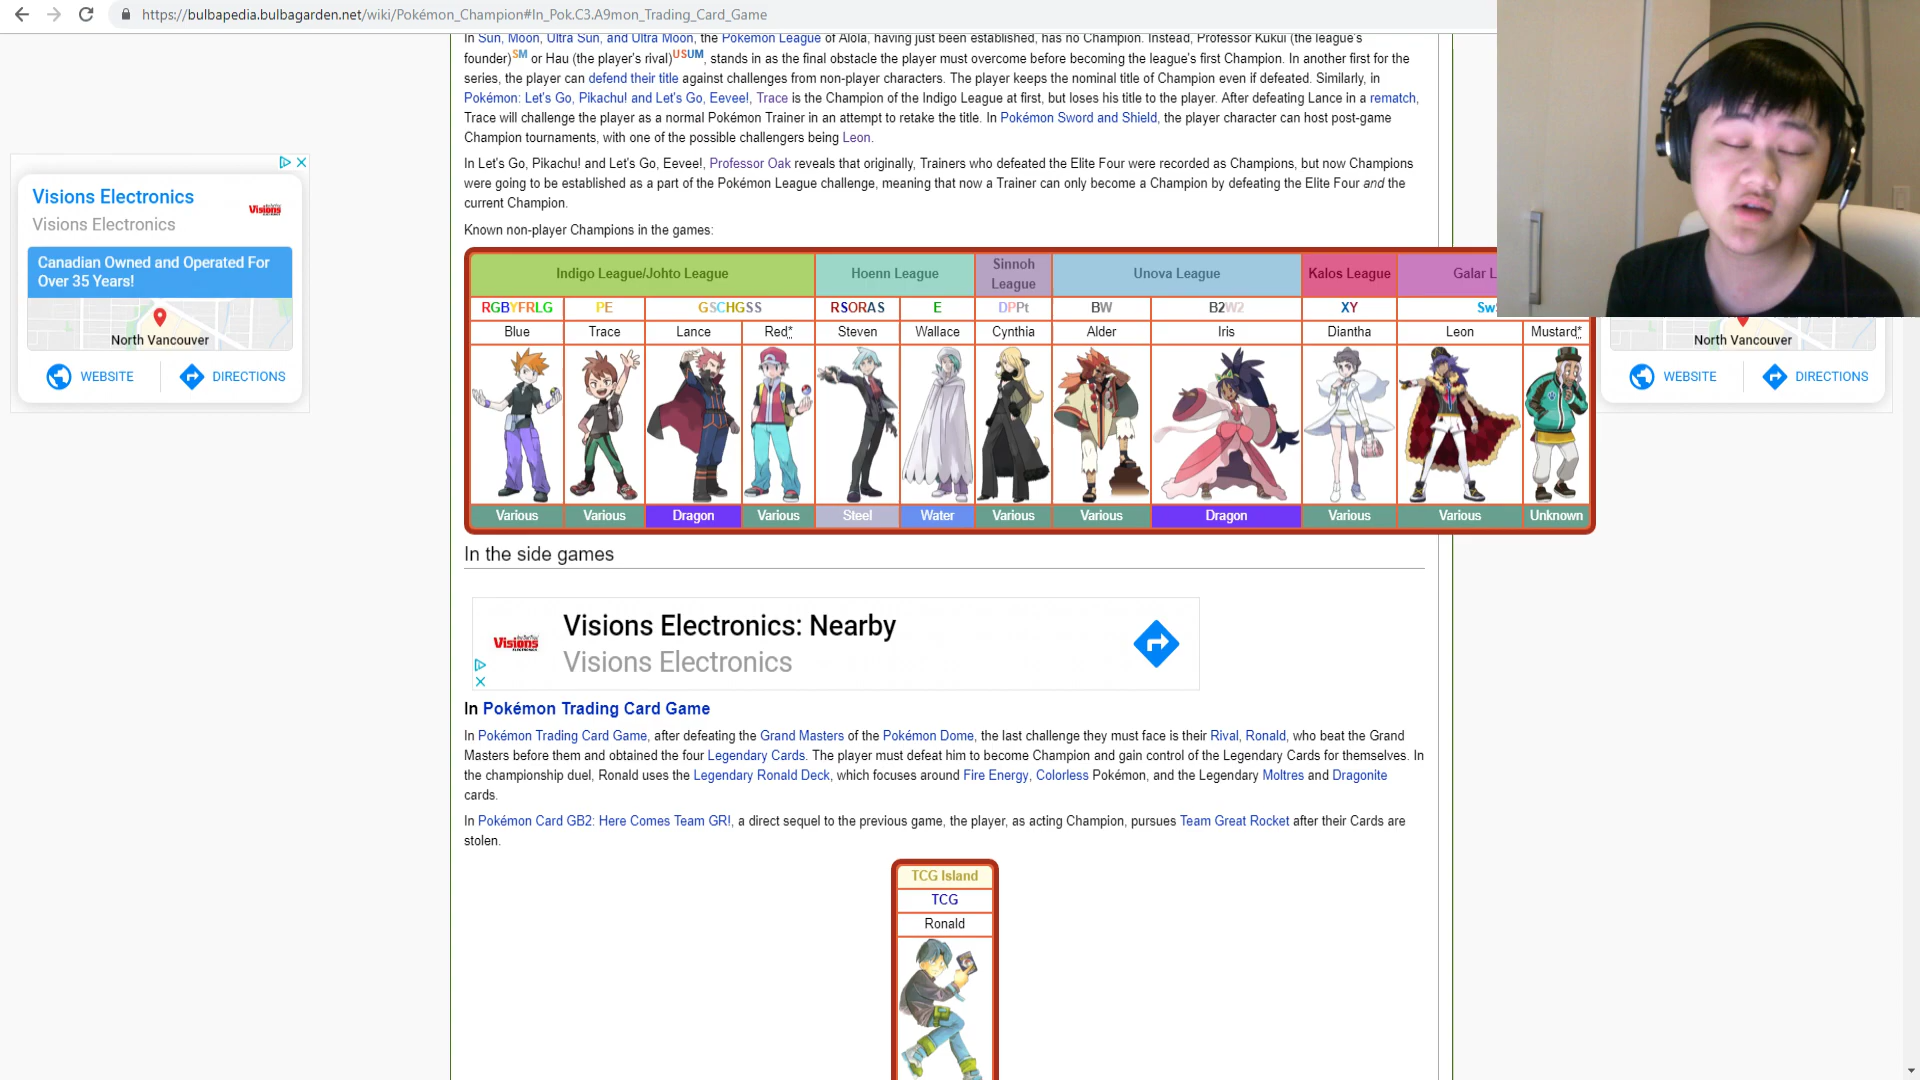 https://bulbapedia.bulbagarden.net/wiki/Pokémon_Champion#In_Pok.C3.A9mon_Trading_Card_Game
In Sun, Moon, Ultra Sun, and Ultra Moon, the Pokémon League of Alola, having just been established, has no Champion. Instead, Professor Kukui (the league's
founder)SM or Hau (the player's rival)USUM, stands in as the final obstacle the player must overcome before becoming the league's first Champion. In another first for the
series, the player can defend their title against challenges from non-player characters. The player keeps the nominal title of Champion even if defeated. Similarly, in
Pokémon: Let's Go, Pikachu! and Let's Go, Eevee!, Trace is the Champion of the Indigo League at first, but loses his title to the player. After defeating Lance in a rematch,
Trace will challenge the player as a normal Pokémon Trainer in an attempt to retake the title. In Pokémon Sword and Shield, the player character can host post-game
Champion tournaments, with one of the possible challengers being Leon.
In Let's Go, Pikachu! and Let's Go, Eevee!, Professor Oak reveals that originally, Trainers who defeated the Elite Four were recorded as Champions, but now Champions
were going to be established as a part of the Pokémon League challenge, meaning that now a Trainer can only become a Champion by defeating the Elite Four and the
current Champion.
Known non-player Champions in the games:
Indigo League/Johto League Hoenn League Sinnoh League Unova League Kalos League Galar L
RGBYFRLG PE GSCHGSS RSORAS E DPPt BW B2W2 XY Sw
Blue Trace Lance Red* Steven Wallace Cynthia Alder Iris Diantha Leon Mustard*
Various Various Dragon Various Steel Water Various Various Dragon Various Various Unknown
Visions Electronics
Visions
Visions Electronics
Canadian Owned and Operated For
Over 35 Years!
North Vancouver
WEBSITE DIRECTIONS
North Vancouver
WEBSITE DIRECTIONS
In the side games
Visions Electronics: Nearby
Visions
Visions Electronics
In Pokémon Trading Card Game
In Pokémon Trading Card Game, after defeating the Grand Masters of the Pokémon Dome, the last challenge they must face is their Rival, Ronald, who beat the Grand
Masters before them and obtained the four Legendary Cards. The player must defeat him to become Champion and gain control of the Legendary Cards for themselves. In
the championship duel, Ronald uses the Legendary Ronald Deck, which focuses around Fire Energy, Colorless Pokémon, and the Legendary Moltres and Dragonite
cards.
In Pokémon Card GB2: Here Comes Team GR!, a direct sequel to the previous game, the player, as acting Champion, pursues Team Great Rocket after their Cards are
stolen.
TCG Island
TCG
Ronald